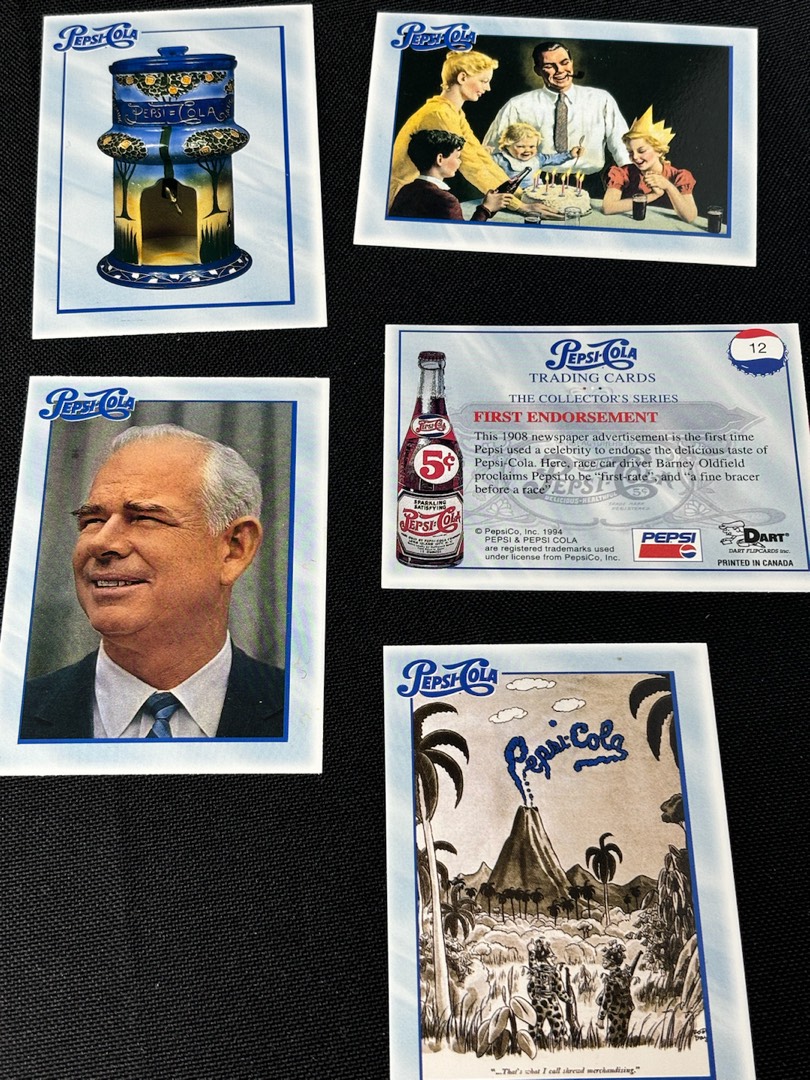 PEPSI-COLA
PEPSI=COLA
PEPSI-COLA
12
PEPSI-COLA
TRADING CARDS
THE COLLECTOR'S SERIES
FIRST ENDORSEMENT
This 1908 newspaper advertisement is the first time
Pepsi used a celebrity to endorse the delicious taste of
Pepsi-Cola. Here, race car driver Barney Oldfield
proclaims Pepsi to be "first-rate", and "a fine bracer
before a race"
5¢
SPARKLING
SATISFYING
PEPSI-COLA
© PepsiCo, Inc. 1994
PEPSI & PEPSI COLA
are registered trademarks used
under license from PepsiCo, Inc.
PEPSI
DART®
DART FLIPCARDS INC.
PRINTED IN CANADA
PEPSI-COLA
PEPSI-COLA
Pepsi-Cola
"...That's what I call shrewd merchandising."